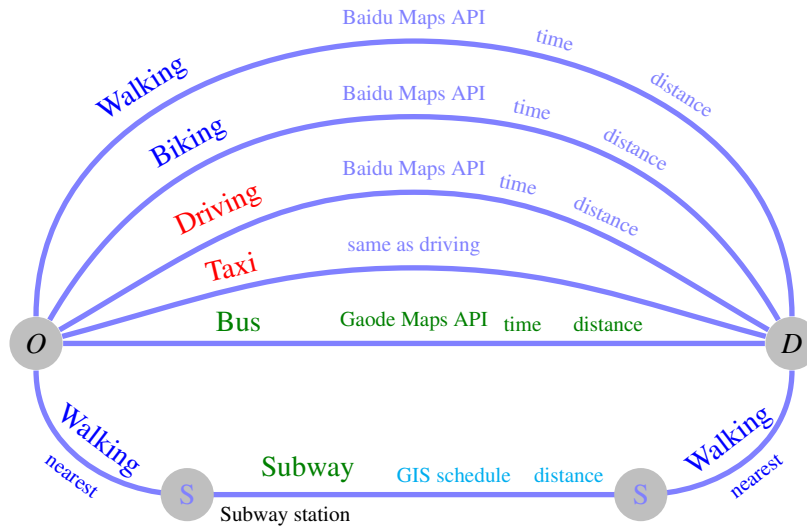 Baidu Maps API time distance
Walking
Baidu Maps API time distance
Biking
Baidu Maps API time distance
Driving
same as driving
Taxi
Bus Gaode Maps API time distance
O D
Walking Walking
nearest nearest
Subway GIS schedule distance
S S
Subway station